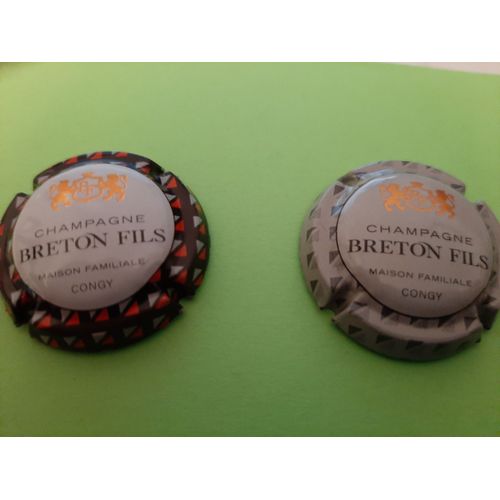 CHAMPAGNE
BRETON FILS
MAISON FAMILIALE
CONGY
CHAMPAGNE
BRETON FILS
MAISON FAMILIALE
CONGY